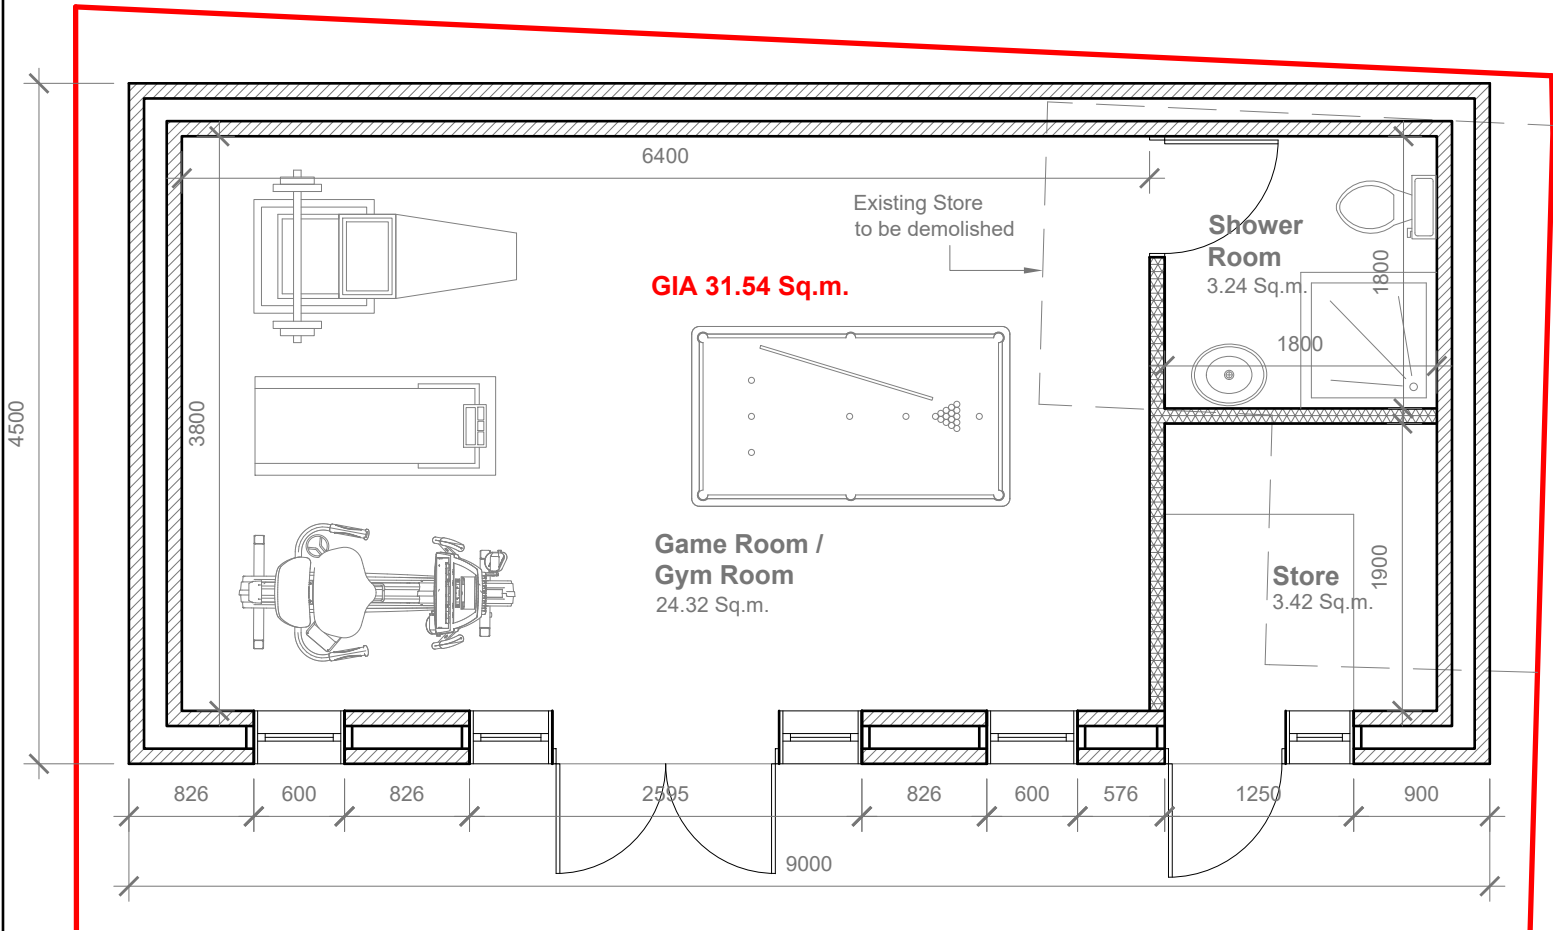 6400
Existing Store
to be demolished
Shower
Room
3.24 Sq.m.
1800
GIA 31.54 Sq.m.
1800
4500
3800
Game Room /
Gym Room
24.32 Sq.m.
Store
3.42 Sq.m.
1900
826
600
826
2595
826
600
576
1250
900
9000